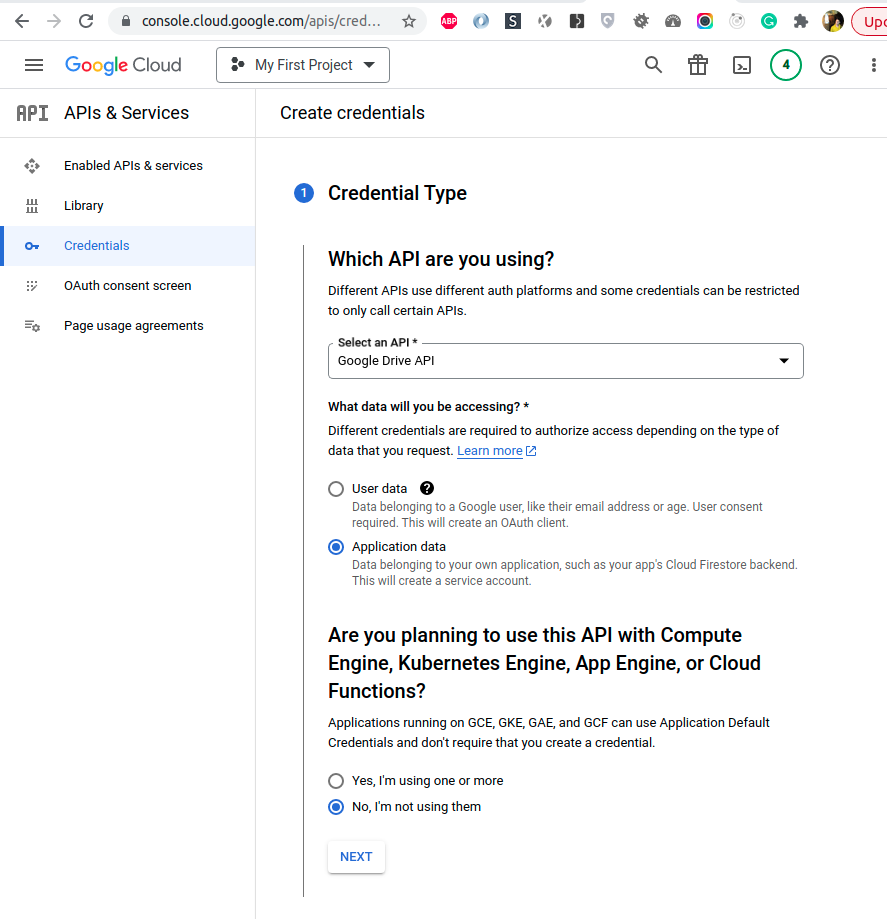 console.cloud.google.com/apis/cred...
ABP
S
G
Google Cloud
My First Project
4
API APIs & Services
Create credentials
Enabled APIs & services
Library
Credentials
OAuth consent screen
Page usage agreements
1 Credential Type
Which API are you using?
Different APIs use different auth platforms and some credentials can be restricted
to only call certain APIs.
Select an API *
Google Drive API
What data will you be accessing? *
Different credentials are required to authorize access depending on the type of
data that you request. Learn more
User data
Data belonging to a Google user, like their email address or age. User consent
required. This will create an OAuth client.
Application data
Data belonging to your own application, such as your app's Cloud Firestore backend.
This will create a service account.
Are you planning to use this API with Compute
Engine, Kubernetes Engine, App Engine, or Cloud
Functions?
Applications running on GCE, GKE, GAE, and GCF can use Application Default
Credentials and don't require that you create a credential.
Yes, I'm using one or more
No, I'm not using them
NEXT